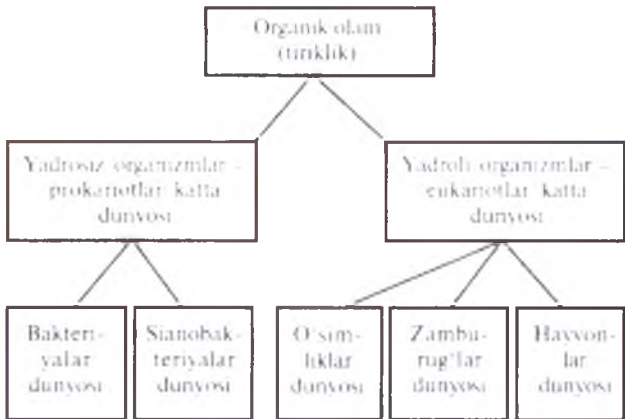 Organik olam
(tiriklik)
Yadrosiz organizmlar –
prokariotlar katta
dunyosi
Yadroli organizmlar –
eukariotlar katta
dunyosi
Bakteri-
yalar
dunyosi
Sianobak-
teriyalar
dunyosi
O‘sim-
liklar
dunyosi
Zambu-
rug‘lar
dunyosi
Hayvon-
lar
dunyosi